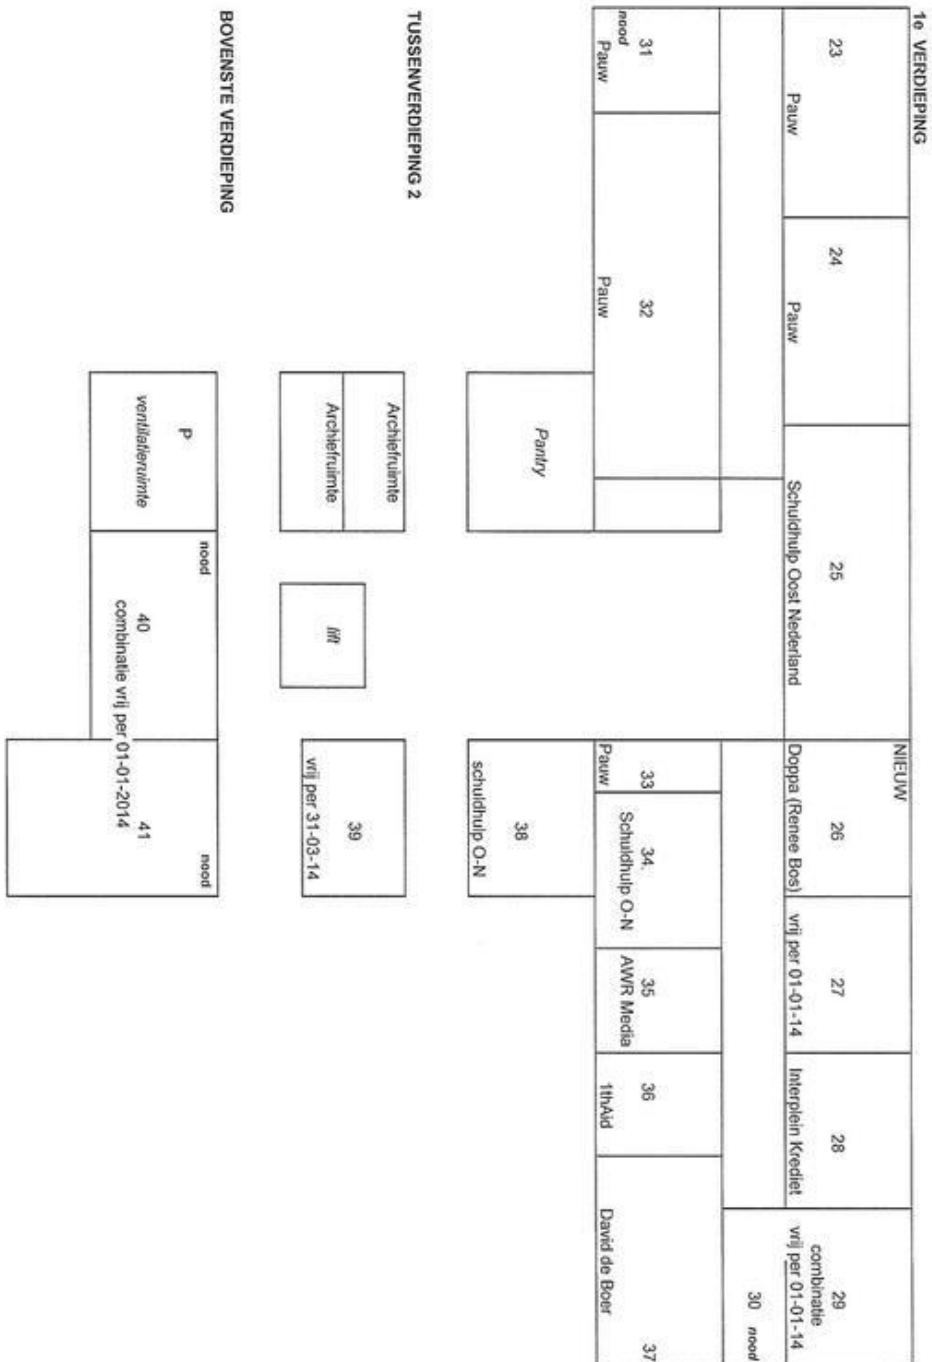 1e VERDIEPING
NIEUW
23
Pauw
24
Pauw
25
Schuldhulp Oost Nederland
26
Doppa (Renee Bos)
27
vrij per 01-01-14
28
Interplein Krediet
29
combinatie
vrij per 01-01-14
30 nood
31
nood
Pauw
32
Pauw
33
Pauw
34.
Schuldhulp O-N
35
AWR Media
36
1thAid
37
David de Boer
Pantry
38
schuldhulp O-N
TUSSENVERDIEPING 2
Archiefruimte
Archiefruimte
lift
39
vrij per 31-03-14
BOVENSTE VERDIEPING
P
ventilatieruimte
nood
40
combinatie vrij per 01-01-2014
41
nood